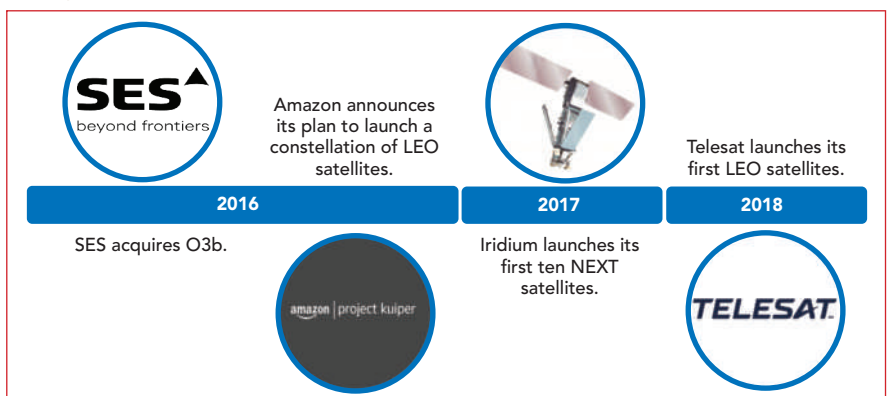 SES
beyond frontiers
Amazon announces
its plan to launch a
constellation of LEO
satellites.
Telesat launches its
first LEO satellites.
2016
2017
2018
SES acquires O3b.
amazon | project kuiper
Iridium launches its
first ten NEXT
satellites.
TELESAT.